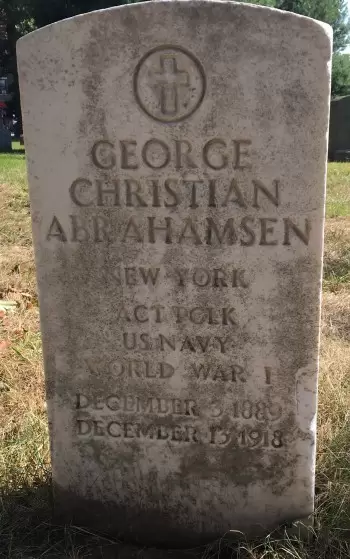 GEORGE
CHRISTIAN
ABRAHAMSEN
NEW YORK
ACT PCLK
US NAVY
WORLD WAR I
DECEMBER 3 1889
DECEMBER 13 1918